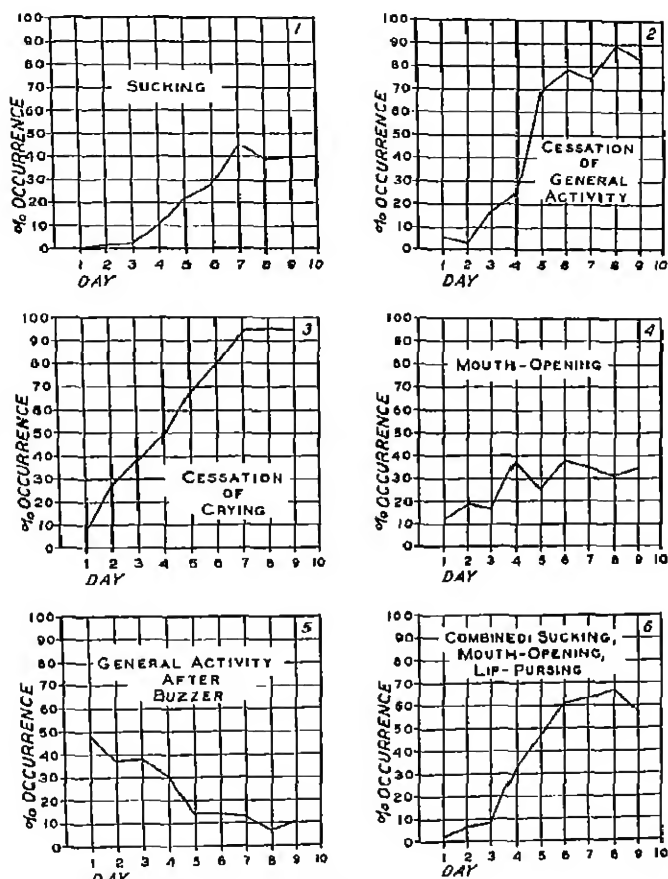 1
SUCKING
% OCCURRENCE
100
90
80
70
60
50
40
30
20
10
0
1 2 3 4 5 6 7 8 9 10
DAY
2
CESSATION
OF
GENERAL
ACTIVITY
% OCCURRENCE
100
90
80
70
60
50
40
30
20
10
0
1 2 3 4 5 6 7 8 9 10
DAY
3
CESSATION
OF
CRYING
% OCCURRENCE
100
90
80
70
60
50
40
30
20
10
0
1 2 3 4 5 6 7 8 9 10
DAY
4
MOUTH-OPENING
% OCCURRENCE
100
90
80
70
60
50
40
30
20
10
0
1 2 3 4 5 6 7 8 9 10
DAY
5
GENERAL ACTIVITY
AFTER
BUZZER
% OCCURRENCE
100
90
80
70
60
50
40
30
20
10
0
1 2 3 4 5 6 7 8 9 10
DAY
6
COMBINED: SUCKING,
MOUTH-OPENING,
LIP-PURSING
% OCCURRENCE
100
90
80
70
60
50
40
30
20
10
0
1 2 3 4 5 6 7 8 9 10
DAY